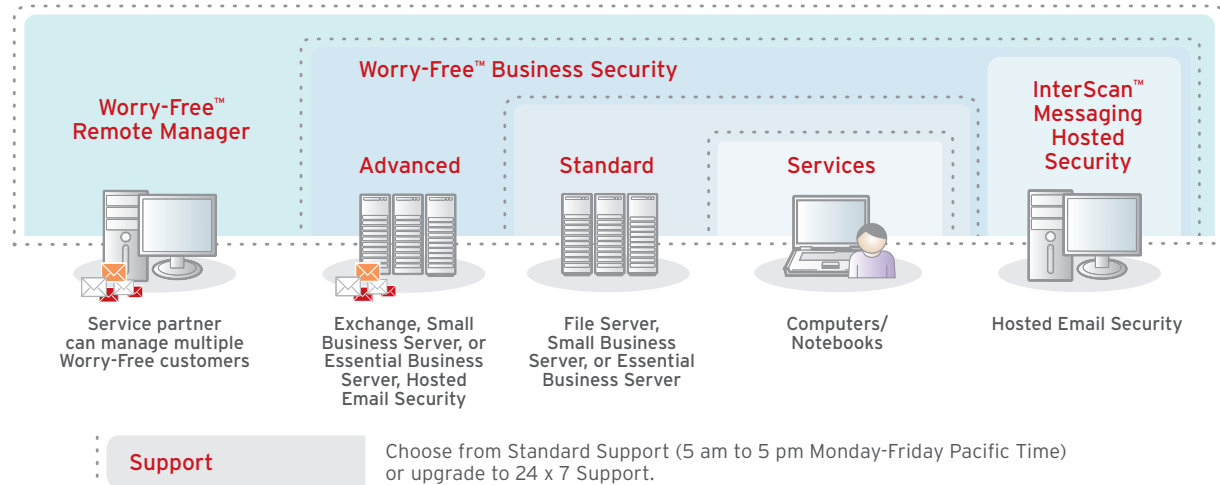 Worry-Free™ Business Security
Worry-Free™
Remote Manager
InterScan™
Messaging
Hosted
Security
Advanced
Standard
Services
Service partner
can manage multiple
Worry-Free customers
Exchange, Small
Business Server, or
Essential Business
Server, Hosted
Email Security
File Server,
Small Business
Server, or Essential
Business Server
Computers/
Notebooks
Hosted Email Security
Support
Choose from Standard Support (5 am to 5 pm Monday-Friday Pacific Time)
or upgrade to 24 x 7 Support.